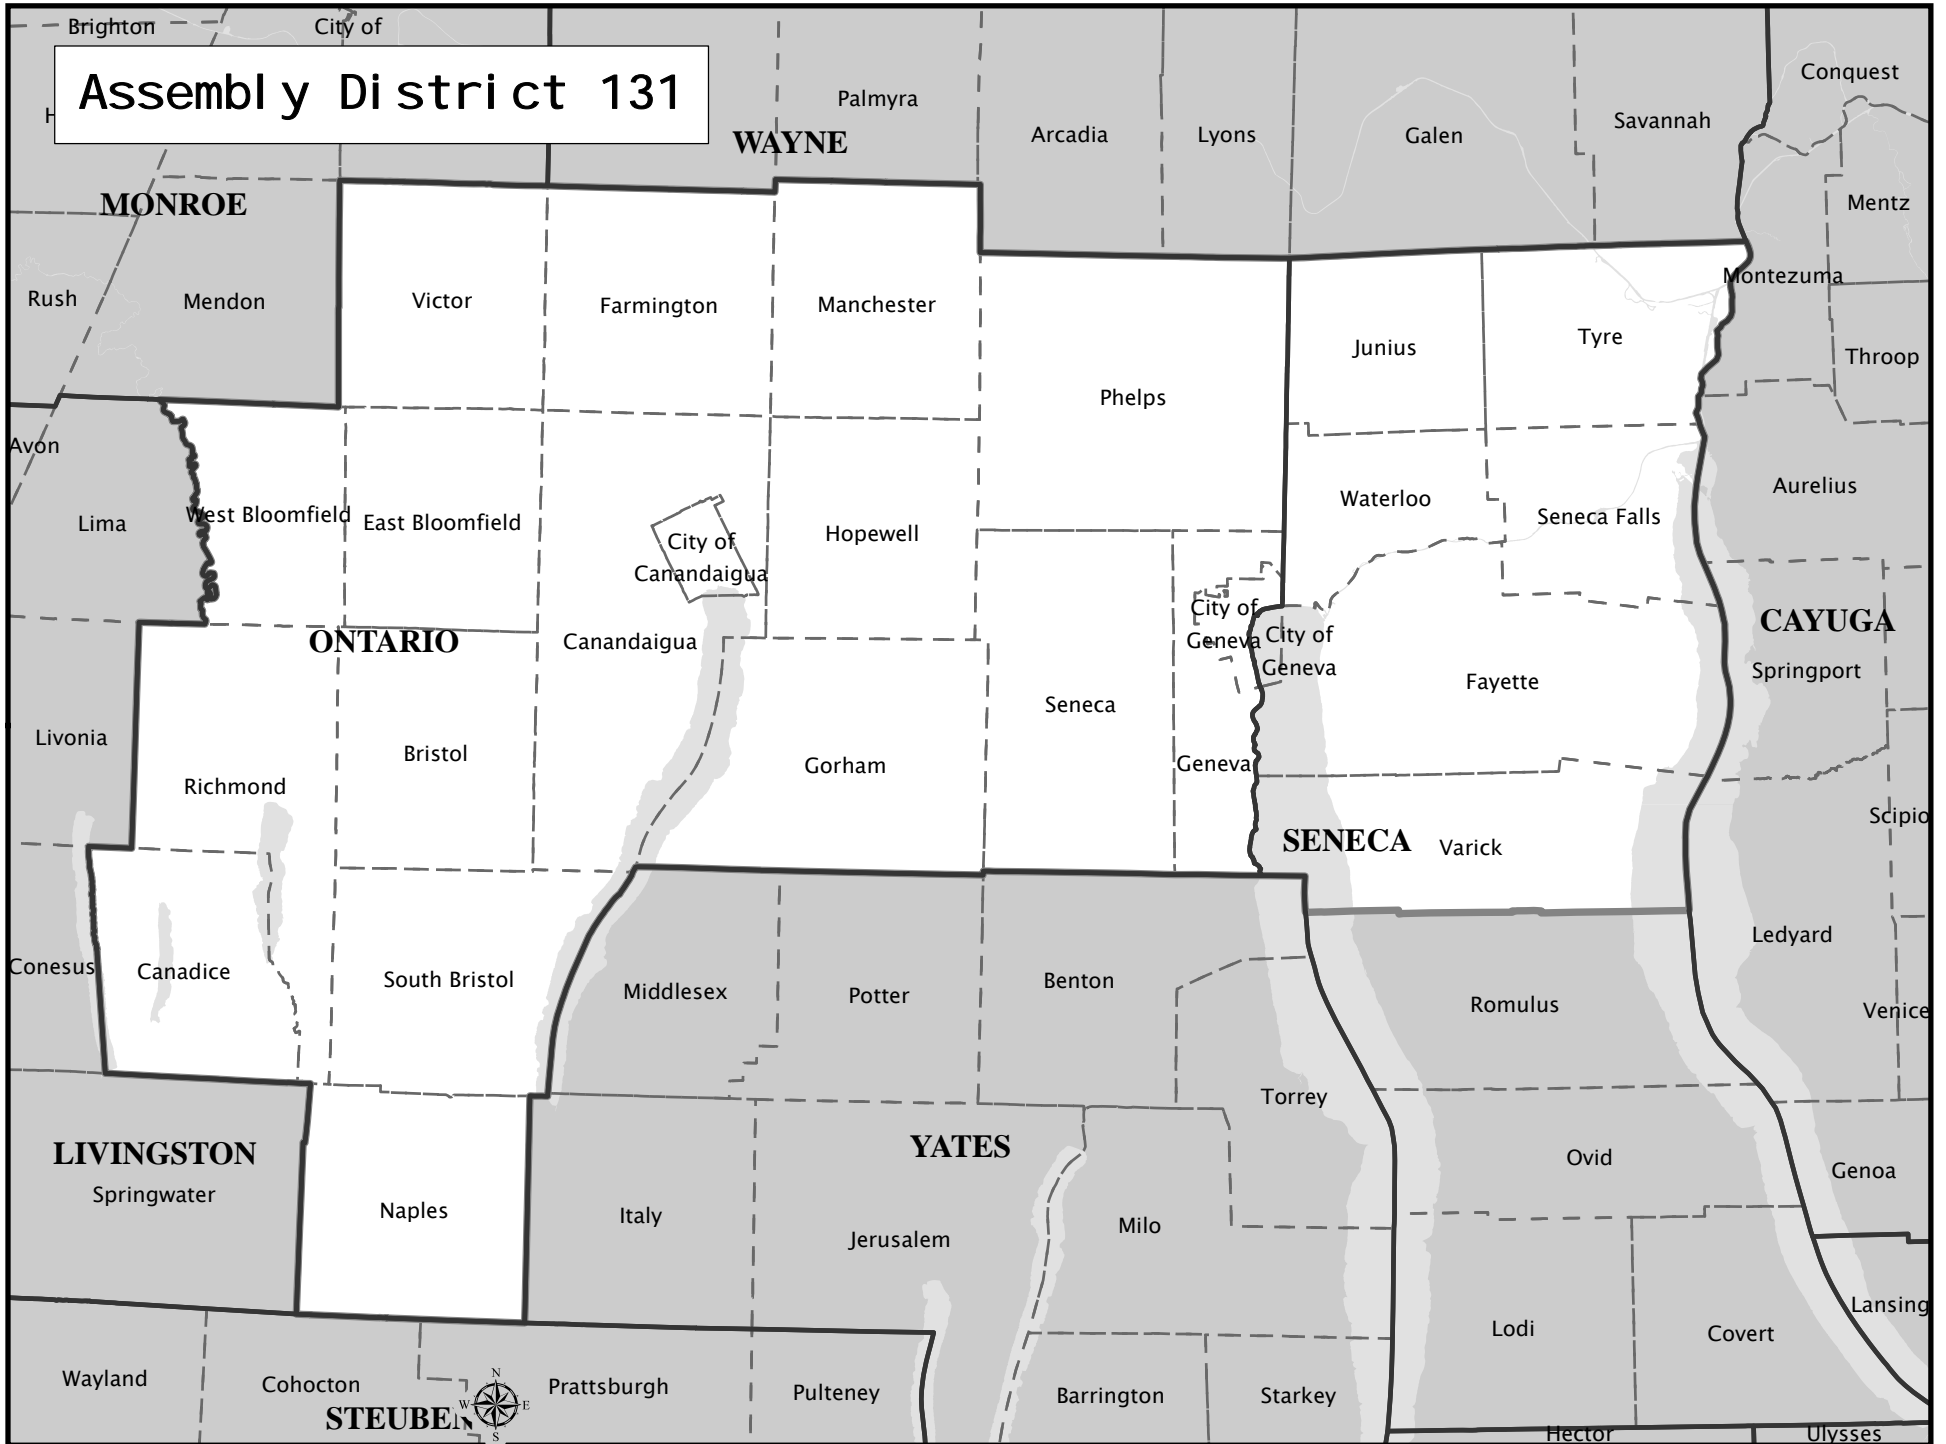 Brighton
City of
Assembly District 131
H
Palmyra
Conquest
Savannah
WAYNE
Arcadia
Lyons
Galen
MONROE
Mentz
Montezuma
Rush
Mendon
Victor
Farmington
Manchester
Tyre
Junius
Throop
Phelps
Avon
Lima
West Bloomfield
East Bloomfield
Hopewell
Waterloo
Seneca Falls
Aurelius
City of
Canandaigua
City of
Geneva
City of
Geneva
CAYUGA
ONTARIO
Canandaigua
Springport
Fayette
Seneca
Livonia
Bristol
Gorham
Geneva
Richmond
Scipio
SENECA
Varick
Ledyard
Conesus
Canadice
South Bristol
Middlesex
Potter
Benton
Romulus
Venice
Torrey
LIVINGSTON
Springwater
YATES
Ovid
Genoa
Naples
Italy
Jerusalem
Milo
Lansing
Lodi
Covert
Wayland
Cohocton
Prattsburgh
Pulteney
Barrington
Starkey
STEUBEN
N
W
E
S
Hector
Ulysses